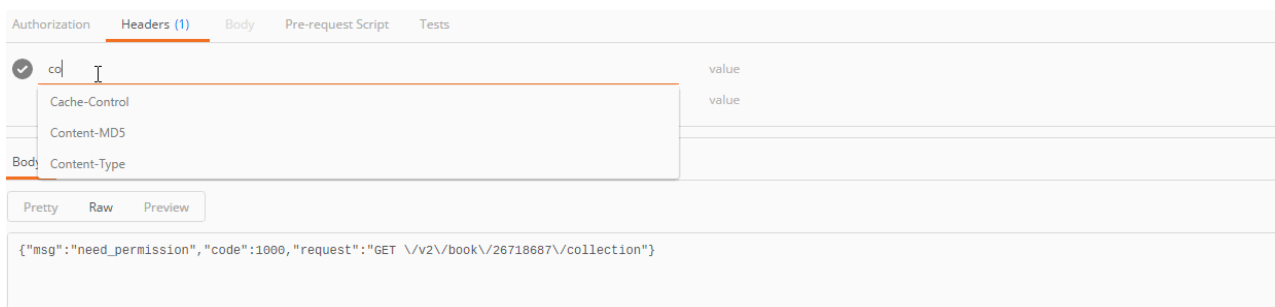 Authorization Headers (1) Body Pre-request Script Tests
co value
Cache-Control value
Content-MD5
Body Content-Type
Pretty Raw Preview
{"msg":"need_permission","code":1000,"request":"GET \/v2\/book\/26718687\/collection"}